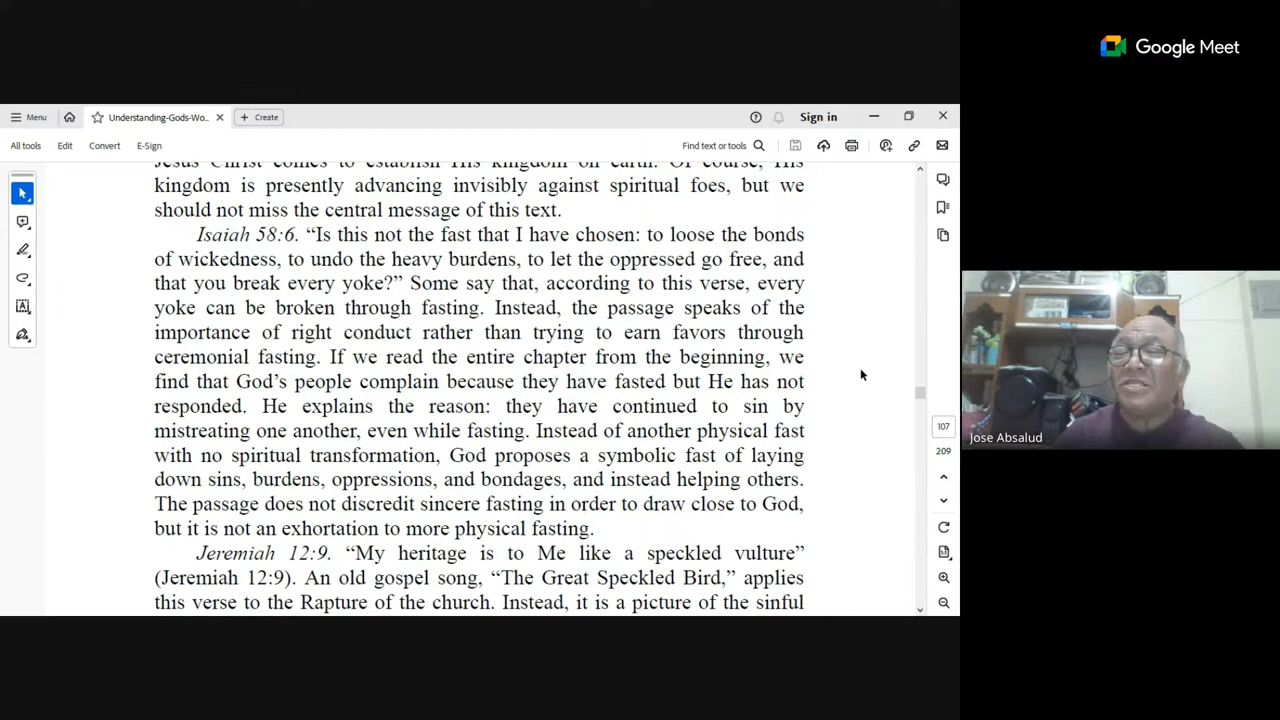 Google Meet
Understanding-Gods-Wo...
Create
Menu
Sign in
All tools
Edit
Convert
E-Sign
Find text or tools
Jesus Christ comes to establish His kingdom on earth. Of course, His
kingdom is presently advancing invisibly against spiritual foes, but we
should not miss the central message of this text.
Isaiah 58:6. “Is this not the fast that I have chosen: to loose the bonds
of wickedness, to undo the heavy burdens, to let the oppressed go free, and
that you break every yoke?” Some say that, according to this verse, every
yoke can be broken through fasting. Instead, the passage speaks of the
importance of right conduct rather than trying to earn favors through
ceremonial fasting. If we read the entire chapter from the beginning, we
find that God’s people complain because they have fasted but He has not
responded. He explains the reason: they have continued to sin by
mistreating one another, even while fasting. Instead of another physical fast
with no spiritual transformation, God proposes a symbolic fast of laying
down sins, burdens, oppressions, and bondages, and instead helping others.
The passage does not discredit sincere fasting in order to draw close to God,
but it is not an exhortation to more physical fasting.
Jeremiah 12:9. “My heritage is to Me like a speckled vulture”
(Jeremiah 12:9). An old gospel song, “The Great Speckled Bird,” applies
this verse to the Rapture of the church. Instead, it is a picture of the sinful
107
209
Jose Absalud